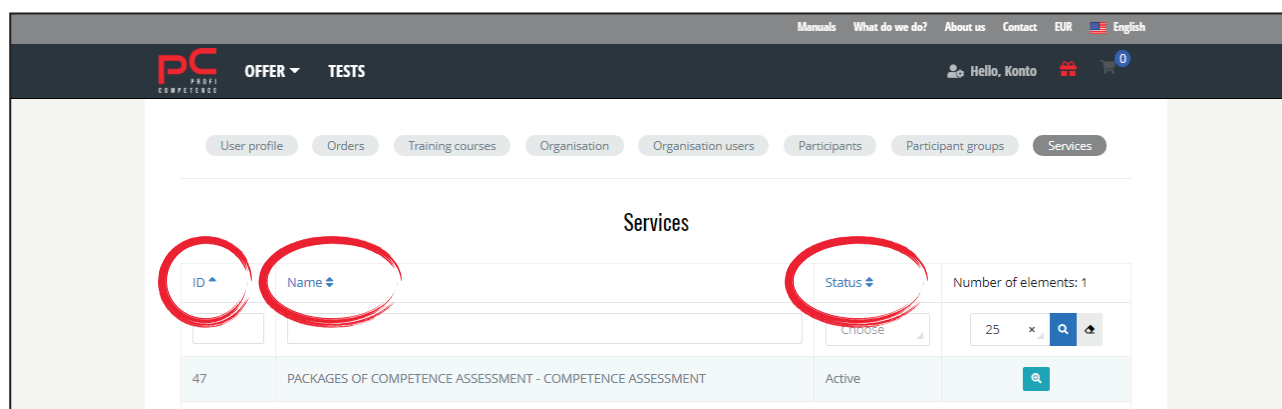 Manuals What do we do? About us Contact EUR English
PC PROFI COMPETENCE OFFER TESTS Hello, Konto 0
User profile Orders Training courses Organisation Organisation users Participants Participant groups Services
Services
ID Name Status Number of elements: 1
Choose 25 ×
47 PACKAGES OF COMPETENCE ASSESSMENT - COMPETENCE ASSESSMENT Active